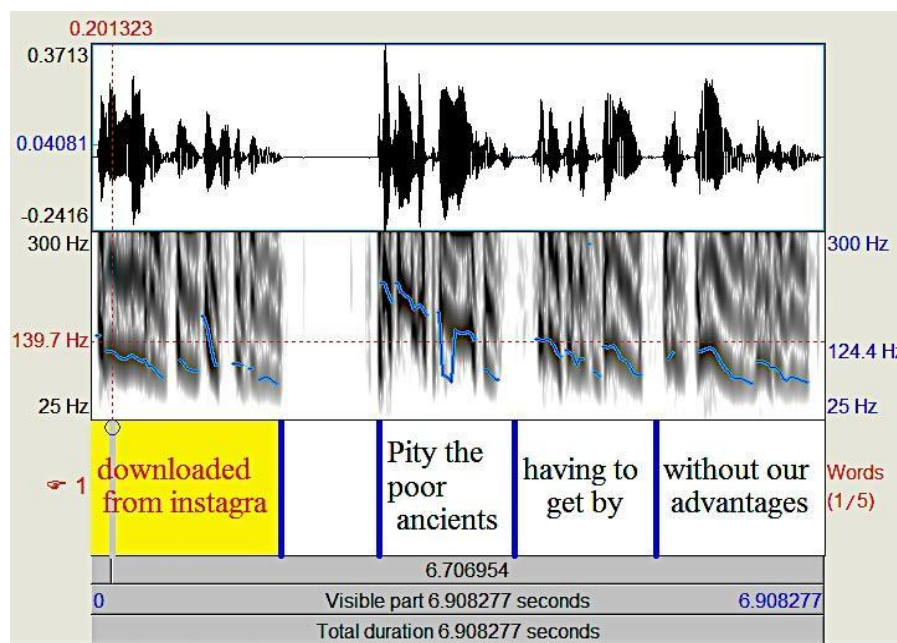 0.201323
0.3713
0.04081
-0.2416
300 Hz 300 Hz
139.7 Hz
124.4 Hz
25 Hz 25 Hz
1
downloaded
from instagra
Pity the
poor
ancients
having to
get by
without our
advantages
Words
(1/5)
6.706954
0 Visible part 6.908277 seconds 6.908277
Total duration 6.908277 seconds